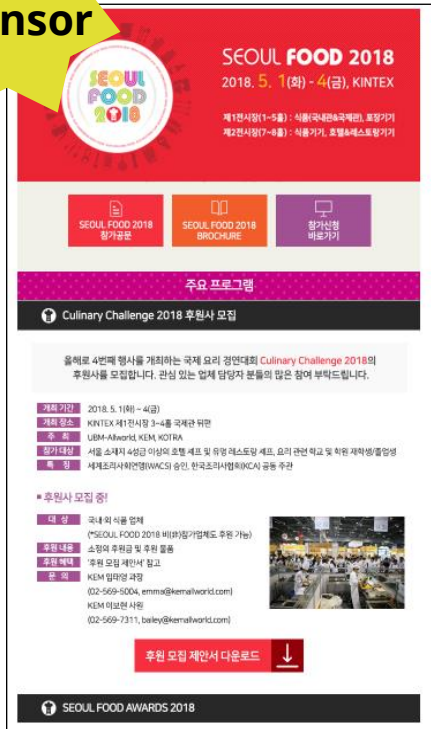 nsor
SEOUL
FOOD
2018
SEOUL FOOD 2018
2018. 5. 1(화) - 4(금), KINTEX
제1전시장(1~5홀) : 식품(국내관&국제관), 포장기기
제2전시장(7~8홀) : 식품기기, 호텔&레스토랑기기
SEOUL FOOD 2018
참가공문
SEOUL FOOD 2018
BROCHURE
참가신청
바로가기
주요 프로그램
Culinary Challenge 2018 후원사 모집
올해로 4번째 행사를 개최하는 국제 요리 경연대회 Culinary Challenge 2018의
후원사를 모집합니다. 관심 있는 업체 담당자 분들의 많은 참여 부탁드립니다.
개최 기간 2018. 5. 1(화) ~ 4(금)
개최 장소 KINTEX 제1전시장 3~4홀 국제관 뒤편
주 최 UBM-Allworld, KEM, KOTRA
참가 대상 서울 소재지 4성급 이상의 호텔 셰프 및 유명 레스토랑 셰프, 요리 관련 학교 및 학원 재학생/졸업생
특 징 세계조리사회연맹(WACS) 승인, 한국조리사협회(KCA) 공동 주관
▪ 후원사 모집 중!
대 상 국내·외 식품 업체
(*SEOUL FOOD 2018 비(非)참가업체도 후원 가능)
후원 내용 소정의 후원금 및 후원 물품
후원 혜택 '후원 모집 제안서' 참고
문 의 KEM 임태영 과장
(02-569-5004, emma@kemallworld.com)
KEM 이보현 사원
(02-569-7311, bailey@kemallworld.com)
후원 모집 제안서 다운로드
SEOUL FOOD AWARDS 2018